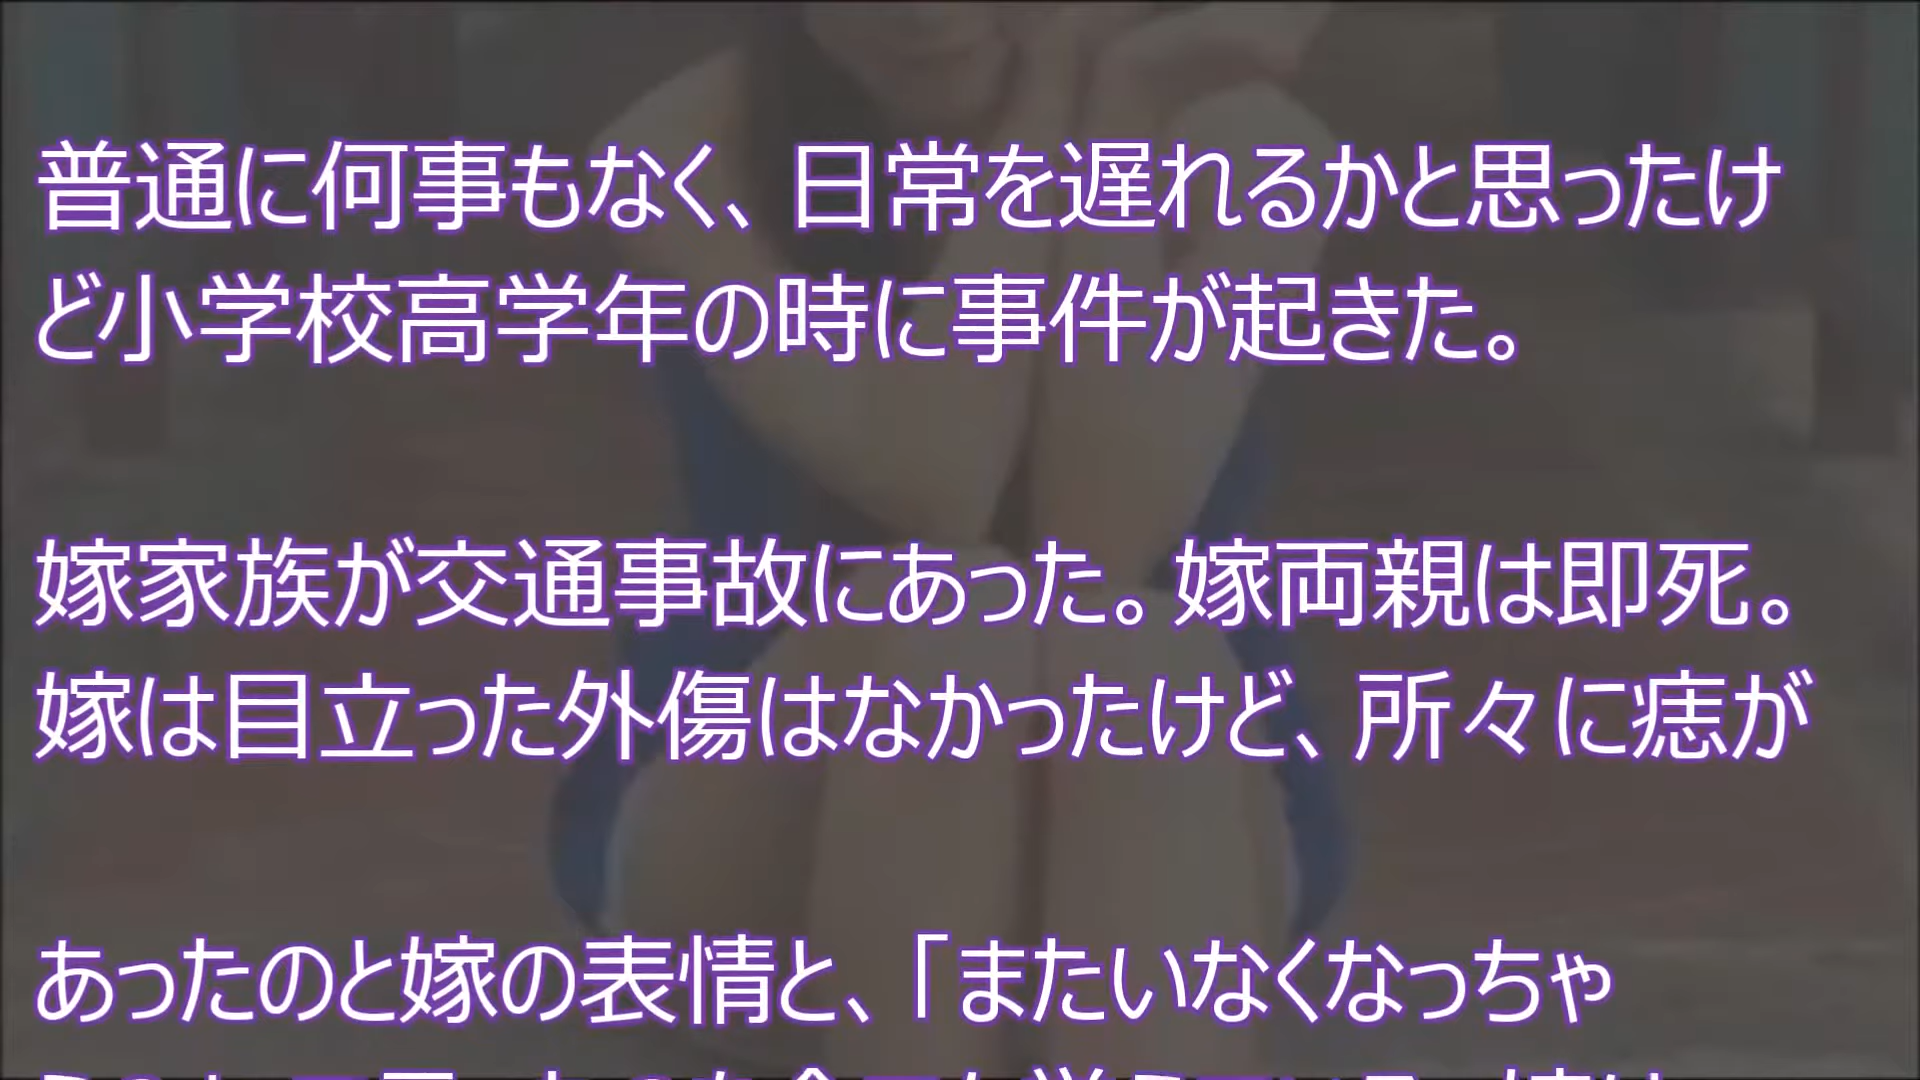 普通に何事もなく、日常を遅れるかと思ったけ
ど小学校高学年の時に事件が起きた。
嫁家族が交通事故にあった。嫁両親は即死。
嫁は目立った外傷はなかったけど、所々に痣が
あったのと嫁の表情と、「またいなくなっちゃ